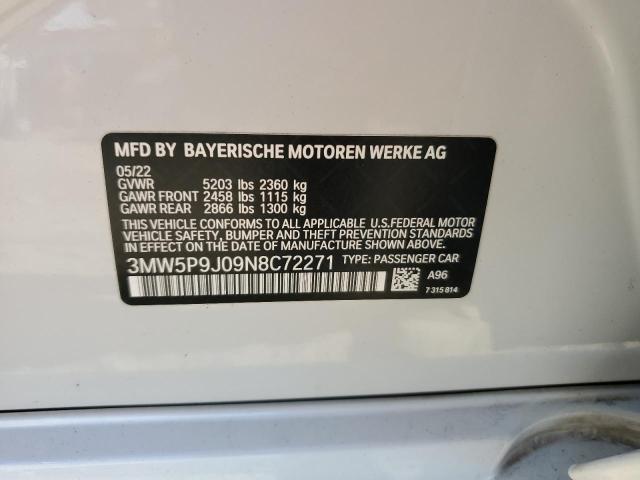 MFD BY BAYERISCHE MOTOREN WERKE AG
05/22
GVWR 5203 lbs 2360 kg
GAWR FRONT 2458 lbs 1115 kg
GAWR REAR 2866 lbs 1300 kg
THIS VEHICLE CONFORMS TO ALL APPLICABLE U.S.FEDERAL MOTOR
VEHICLE SAFETY, BUMPER AND THEFT PREVENTION STANDARDS
IN EFFECT ON THE DATE OF MANUFACTURE SHOWN ABOVE.
3MW5P9J09N8C72271 TYPE: PASSENGER CAR
A96
7 315 814